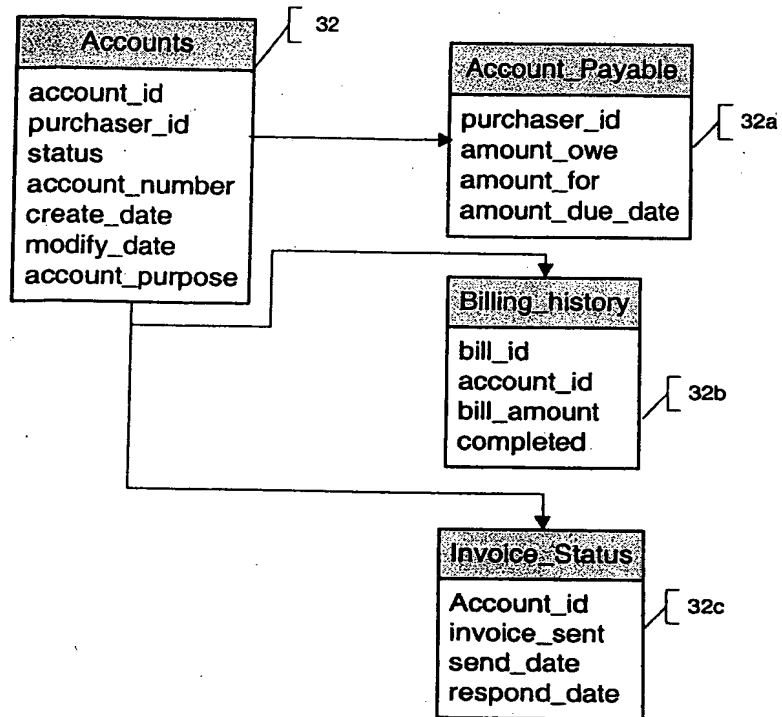 Accounts
32
account_id
purchaser_id
status
account_number
create_date
modify_date
account_purpose
Account_Payable
32a
purchaser_id
amount_owe
amount_for
amount_due_date
Billing_history
bill_id
account_id
bill_amount
completed
32b
Invoice_Status
Account_id
invoice_sent
send_date
respond_date
32c